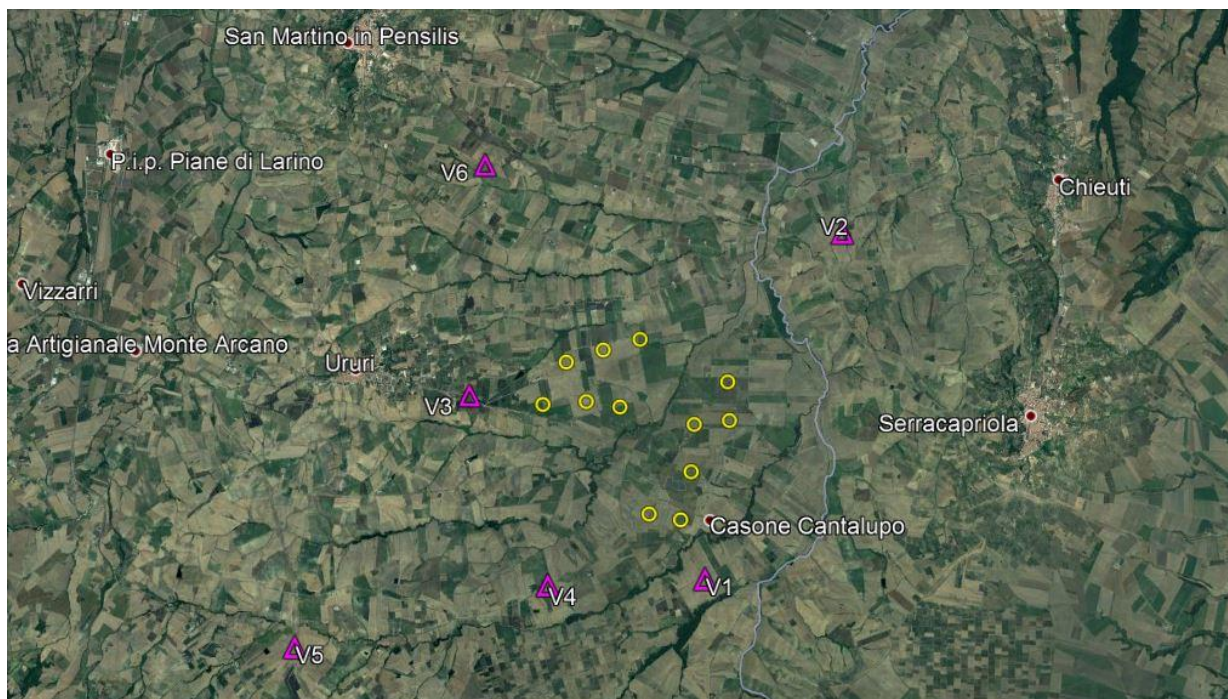 San Martino in Pensilis
P.i.p. Piane di Larino
V6
Chieuti
V2
Vizzarri
a Artigianale Monte Arcano
Ururi
V3
Serracapriola
Casone Cantalupo
V4
V1
V5